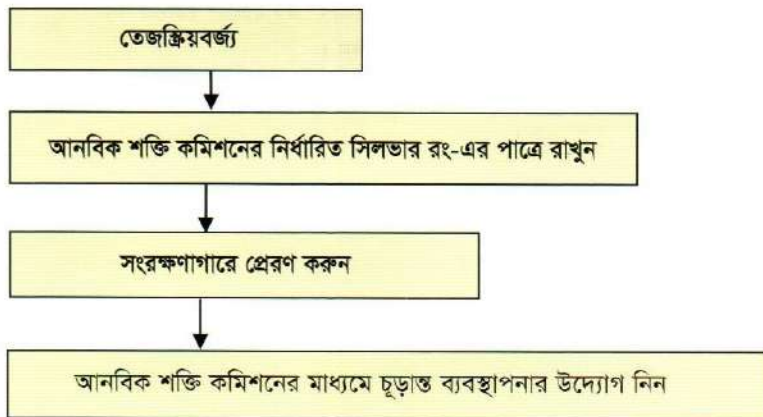 তেজস্ক্রিয়বর্জ্য
আনবিক শক্তি কমিশনের নির্ধারিত সিলভার রং-এর পাত্রে রাখুন
সংরক্ষণাগারে প্রেরণ করুন
আনবিক শক্তি কমিশনের মাধ্যমে চূড়ান্ত ব্যবস্থাপনার উদ্যোগ নিন